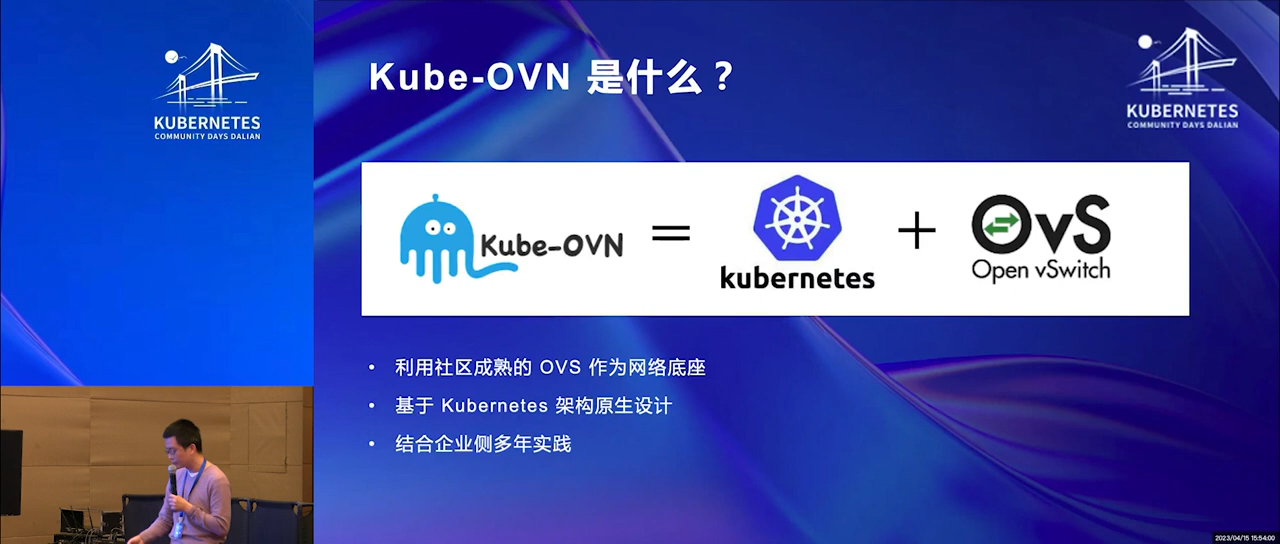 KUBERNETES
COMMUNITY DAYS DALIAN
Kube-OVN 是什么？
KUBERNETES
COMMUNITY DAYS DALIAN
Kube-OVN
=
kubernetes
+
OvS
Open vSwitch
• 利用社区成熟的 OVS 作为网络底座
• 基于 Kubernetes 架构原生设计
• 结合企业侧多年实践
2023/04/15 15:54:00